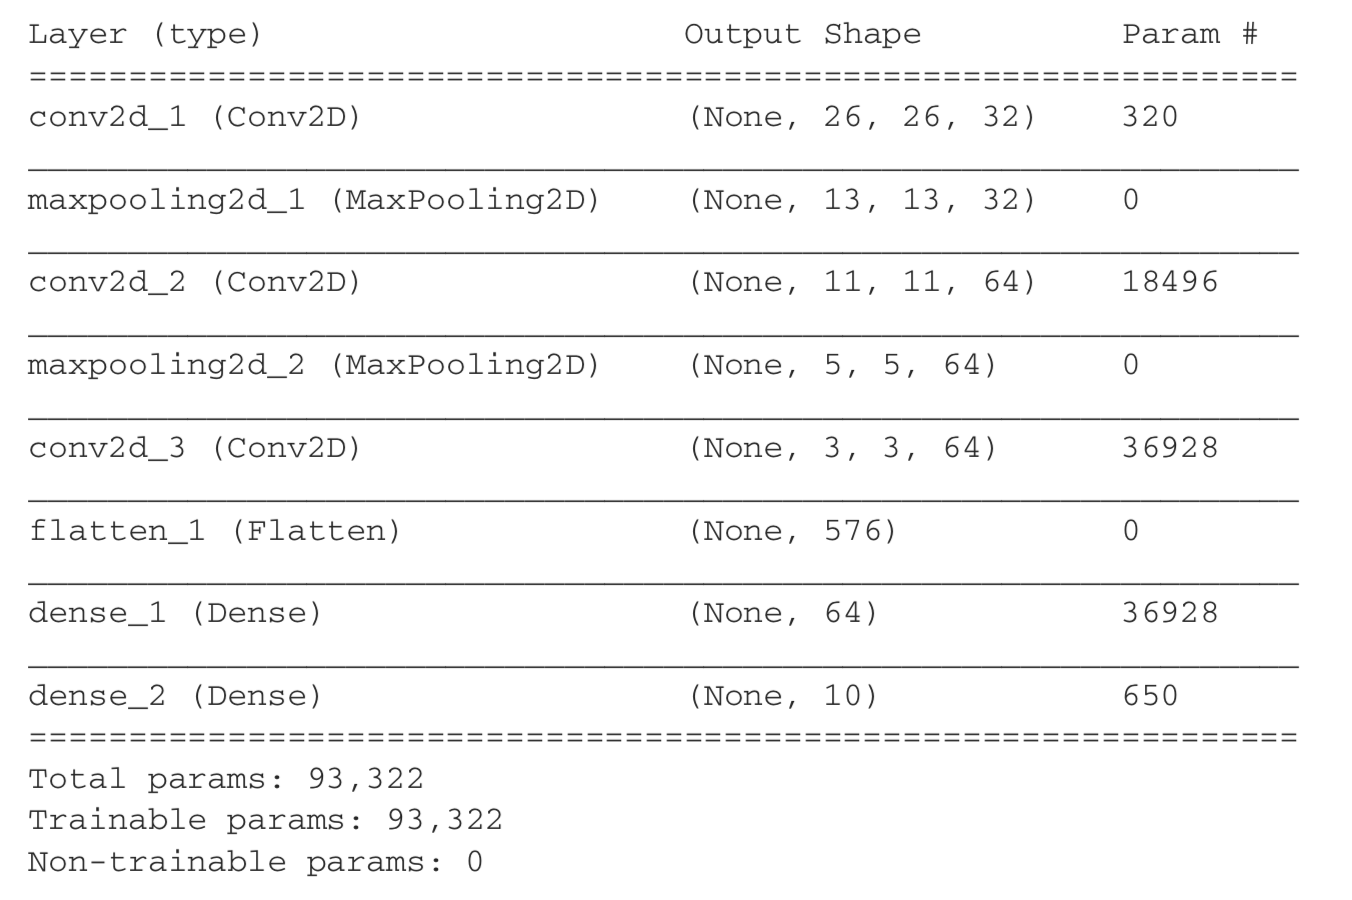 Layer (type)                     Output Shape          Param #
================================================================
conv2d_1 (Conv2D)                (None, 26, 26, 32)    320
________________________________________________________________
maxpooling2d_1 (MaxPooling2D)    (None, 13, 13, 32)    0
________________________________________________________________
conv2d_2 (Conv2D)                (None, 11, 11, 64)    18496
________________________________________________________________
maxpooling2d_2 (MaxPooling2D)    (None, 5, 5, 64)      0
________________________________________________________________
conv2d_3 (Conv2D)                (None, 3, 3, 64)      36928
________________________________________________________________
flatten_1 (Flatten)              (None, 576)           0
________________________________________________________________
dense_1 (Dense)                  (None, 64)            36928
________________________________________________________________
dense_2 (Dense)                  (None, 10)            650
================================================================
Total params: 93,322
Trainable params: 93,322
Non-trainable params: 0